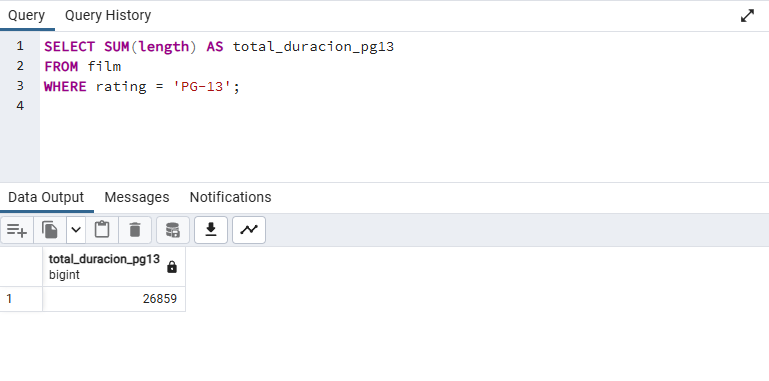 Query Query History
1 SELECT SUM(length) AS total_duracion_pg13
2 FROM film
3 WHERE rating = 'PG-13';
4
Data Output Messages Notifications
total_duracion_pg13
bigint
1 26859